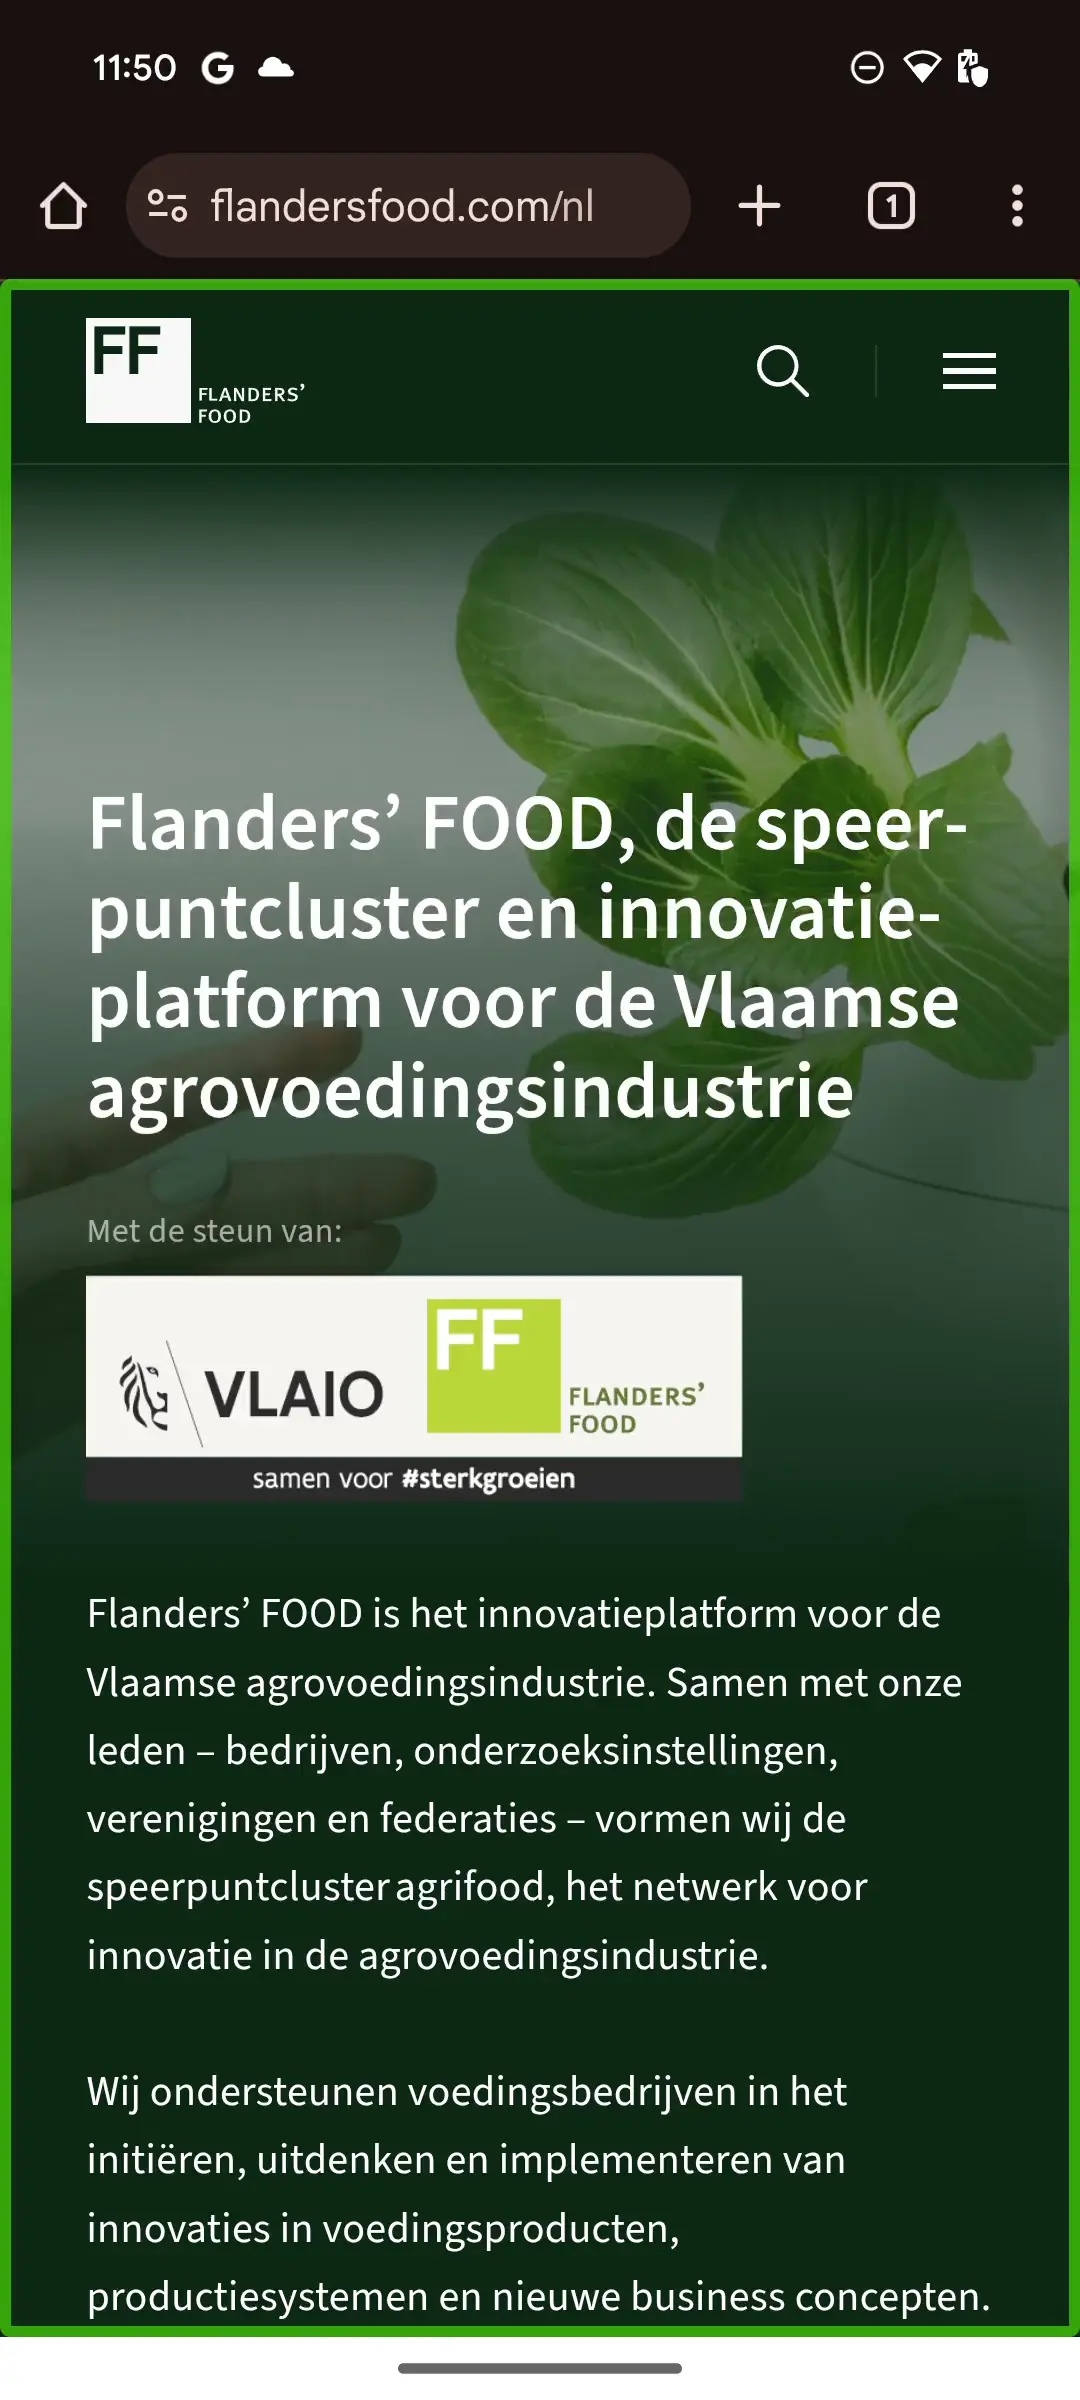 11:50
flandersfood.com/nl
1
FF
FLANDERS’
FOOD
Flanders’ FOOD, de speer-
puntcluster en innovatie-
platform voor de Vlaamse
agrovoedingsindustrie
Met de steun van:
VLAIO
FF
FLANDERS’
FOOD
samen voor #sterkgroeien
Flanders’ FOOD is het innovatieplatform voor de
Vlaamse agrovoedingsindustrie. Samen met onze
leden – bedrijven, onderzoeksinstellingen,
verenigingen en federaties – vormen wij de
speerpuntcluster agrifood, het netwerk voor
innovatie in de agrovoedingsindustrie.
Wij ondersteunen voedingsbedrijven in het
initiëren, uitdenken en implementeren van
innovaties in voedingsproducten,
productiesystemen en nieuwe business concepten.